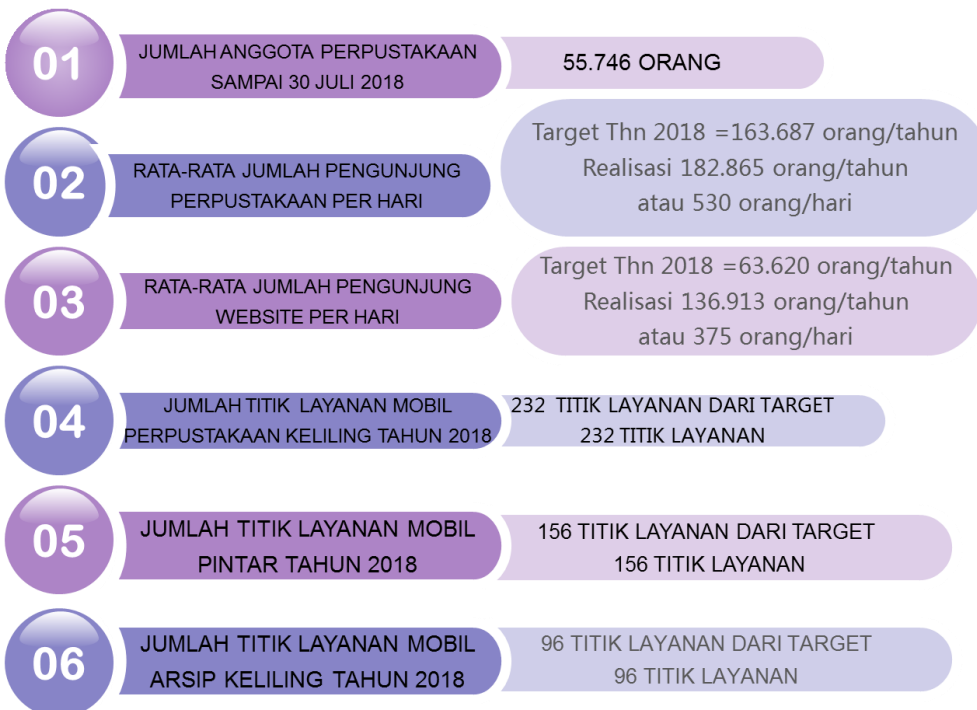 01
JUMLAH ANGGOTA PERPUSTAKAAN
SAMPAI 30 JULI 2018
55.746 ORANG
02
RATA-RATA JUMLAH PENGUNJUNG
PERPUSTAKAAN PER HARI
Target Thn 2018 =163.687 orang/tahun
Realisasi 182.865 orang/tahun
atau 530 orang/hari
03
RATA-RATA JUMLAH PENGUNJUNG
WEBSITE PER HARI
Target Thn 2018 =63.620 orang/tahun
Realisasi 136.913 orang/tahun
atau 375 orang/hari
04
JUMLAH TITIK LAYANAN MOBIL
PERPUSTAKAAN KELILING TAHUN 2018
232 TITIK LAYANAN DARI TARGET
232 TITIK LAYANAN
05
JUMLAH TITIK LAYANAN MOBIL
PINTAR TAHUN 2018
156 TITIK LAYANAN DARI TARGET
156 TITIK LAYANAN
06
JUMLAH TITIK LAYANAN MOBIL
ARSIP KELILING TAHUN 2018
96 TITIK LAYANAN DARI TARGET
96 TITIK LAYANAN